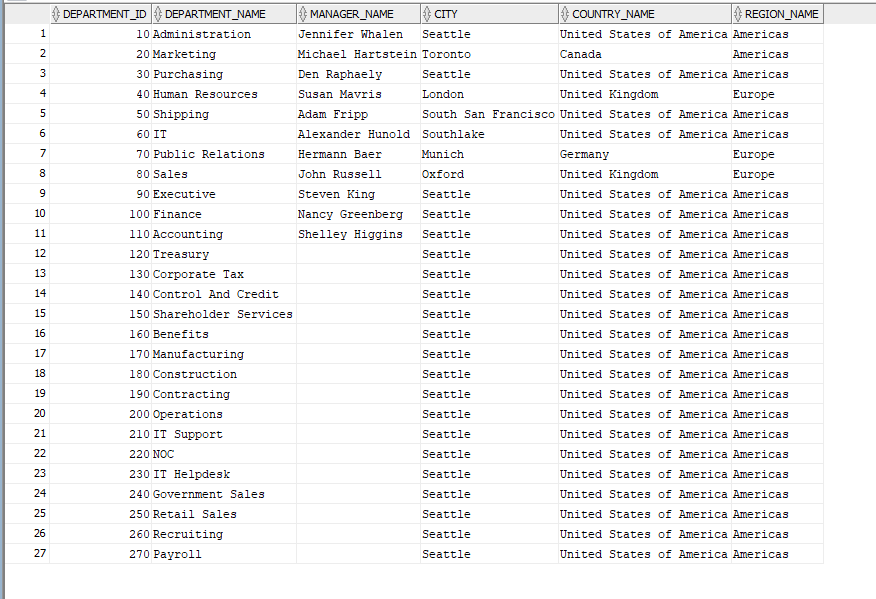 DEPARTMENT_ID DEPARTMENT_NAME MANAGER_NAME CITY COUNTRY_NAME REGION_NAME
1 10 Administration Jennifer Whalen Seattle United States of America Americas
2 20 Marketing Michael Hartstein Toronto Canada Americas
3 30 Purchasing Den Raphaely Seattle United States of America Americas
4 40 Human Resources Susan Mavris London United Kingdom Europe
5 50 Shipping Adam Fripp South San Francisco United States of America Americas
6 60 IT Alexander Hunold Southlake United States of America Americas
7 70 Public Relations Hermann Baer Munich Germany Europe
8 80 Sales John Russell Oxford United Kingdom Europe
9 90 Executive Steven King Seattle United States of America Americas
10 100 Finance Nancy Greenberg Seattle United States of America Americas
11 110 Accounting Shelley Higgins Seattle United States of America Americas
12 120 Treasury Seattle United States of America Americas
13 130 Corporate Tax Seattle United States of America Americas
14 140 Control And Credit Seattle United States of America Americas
15 150 Shareholder Services Seattle United States of America Americas
16 160 Benefits Seattle United States of America Americas
17 170 Manufacturing Seattle United States of America Americas
18 180 Construction Seattle United States of America Americas
19 190 Contracting Seattle United States of America Americas
20 200 Operations Seattle United States of America Americas
21 210 IT Support Seattle United States of America Americas
22 220 NOC Seattle United States of America Americas
23 230 IT Helpdesk Seattle United States of America Americas
24 240 Government Sales Seattle United States of America Americas
25 250 Retail Sales Seattle United States of America Americas
26 260 Recruiting Seattle United States of America Americas
27 270 Payroll Seattle United States of America Americas